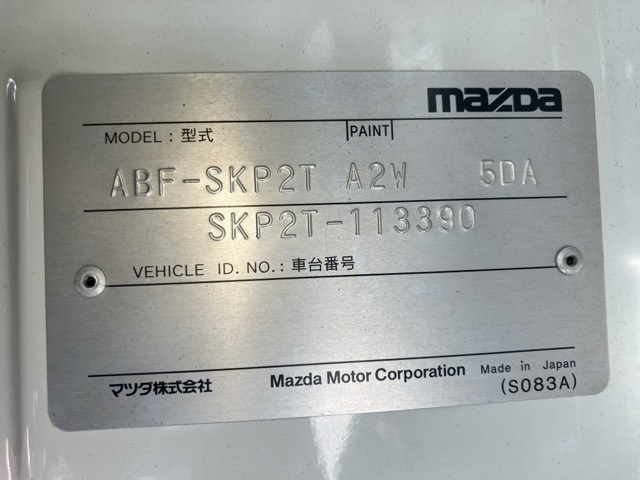 mazda
MODEL : 型式 PAINT
ABF-SKP2T A2W 5DA
SKP2T-113390
VEHICLE ID. NO. : 車台番号
マツダ株式会社 Mazda Motor Corporation Made in Japan
(S083A)